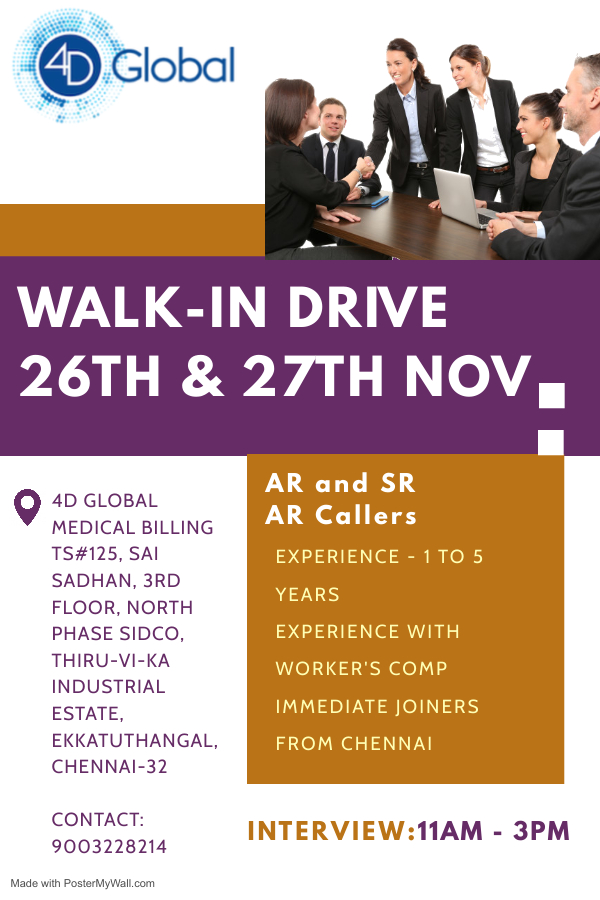 4D Global
WALK-IN DRIVE
26TH & 27TH NOV
4D GLOBAL
MEDICAL BILLING
TS#125, SAI
SADHAN, 3RD
FLOOR, NORTH
PHASE SIDCO,
THIRU-VI-KA
INDUSTRIAL
ESTATE,
EKKATUTHANGAL,
CHENNAI-32
CONTACT:
9003228214
AR and SR
AR Callers
EXPERIENCE - 1 TO 5
YEARS
EXPERIENCE WITH
WORKER'S COMP
IMMEDIATE JOINERS
FROM CHENNAI
INTERVIEW:11AM - 3PM
Made with PosterMyWall.com